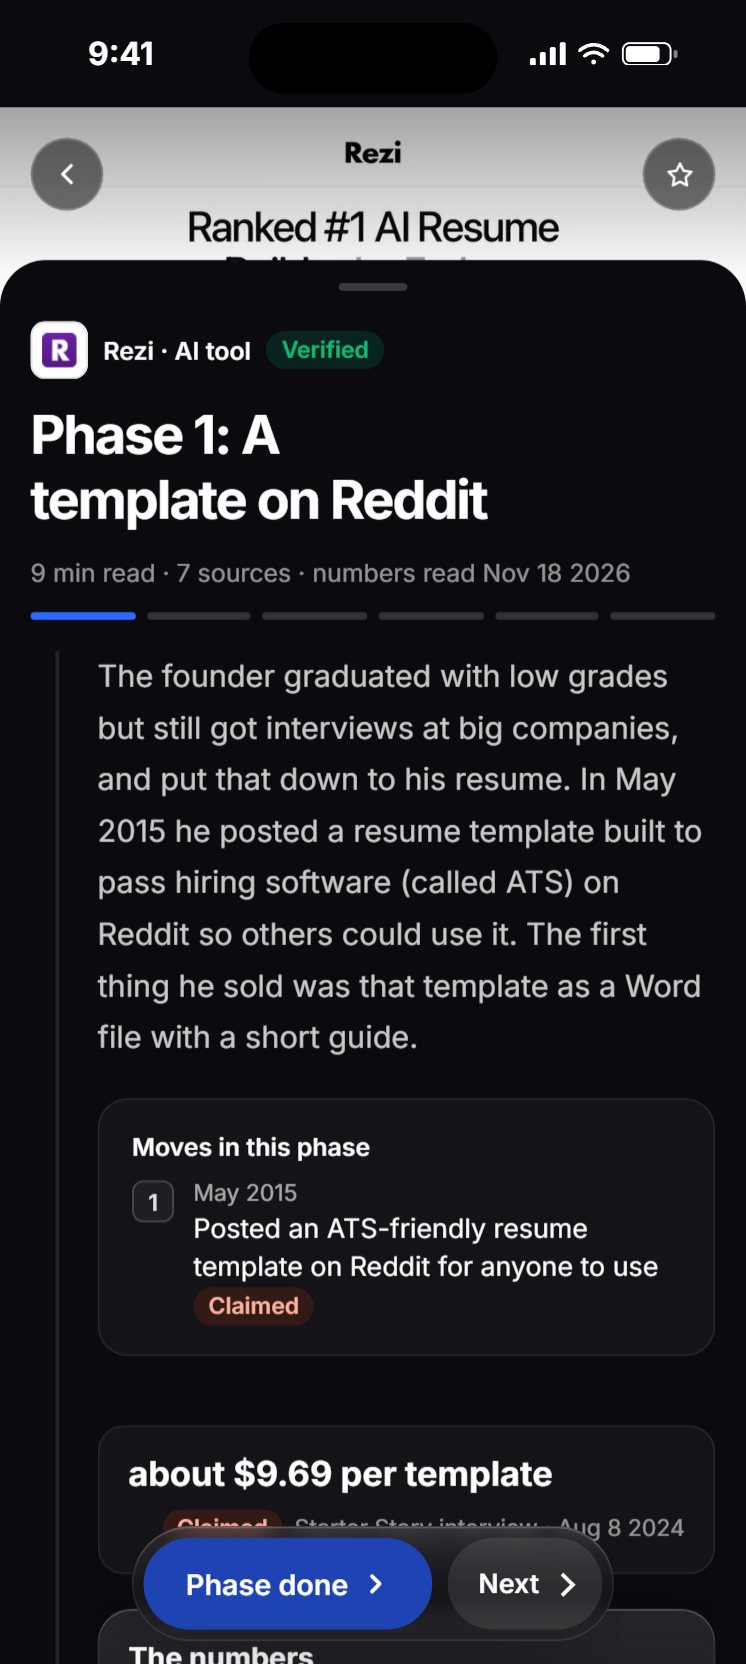 9:41
Rezi
Ranked #1 AI Resume
R
Rezi · AI tool
Verified
Phase 1: A
template on Reddit
9 min read · 7 sources · numbers read Nov 18 2026
The founder graduated with low grades
but still got interviews at big companies,
and put that down to his resume. In May
2015 he posted a resume template built to
pass hiring software (called ATS) on
Reddit so others could use it. The first
thing he sold was that template as a Word
file with a short guide.
Moves in this phase
1
May 2015
Posted an ATS-friendly resume
template on Reddit for anyone to use
Claimed
about $9.69 per template
Claimed Starter Story interview · Aug 8 2024
Phase done
Next
The numbers